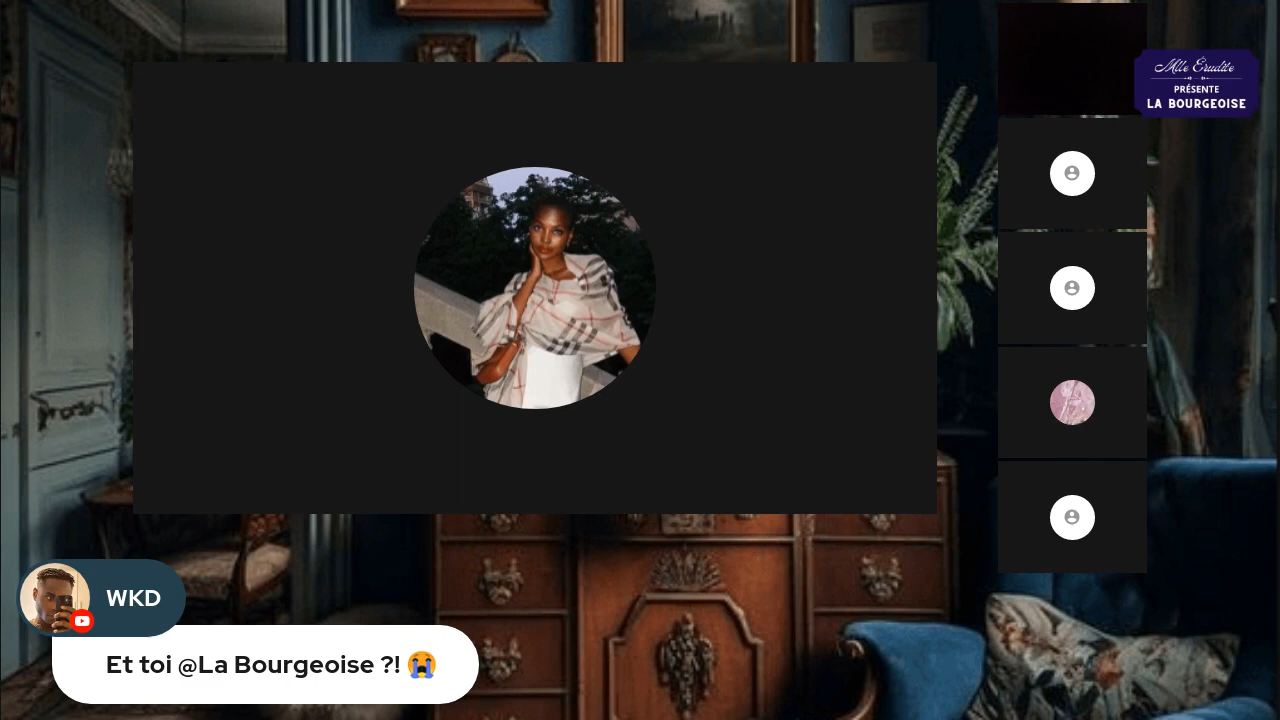 Mlle Erudite
PRÉSENTE
LA BOURGEOISE
WKD
Et toi @La Bourgeoise ?! 😭